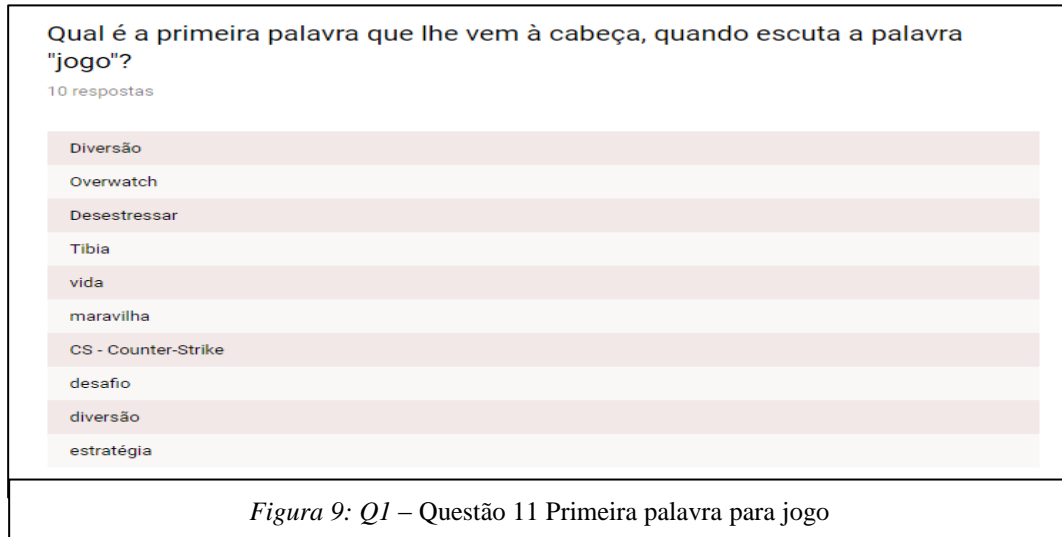 Qual é a primeira palavra que lhe vem à cabeça, quando escuta a palavra
"jogo"?
10 respostas
Diversão
Overwatch
Desestressar
Tibia
vida
maravilha
CS - Counter-Strike
desafio
diversão
estratégia
Figura 9: Q1 – Questão 11 Primeira palavra para jogo